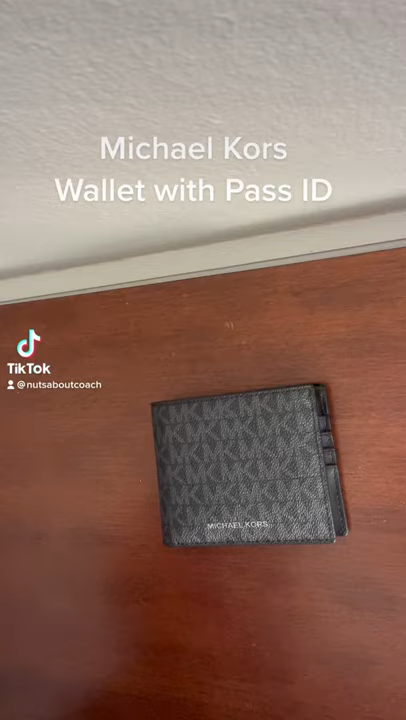 Michael Kors
Wallet with Pass ID
TikTok
@nutsaboutcoach
MICHAEL KORS